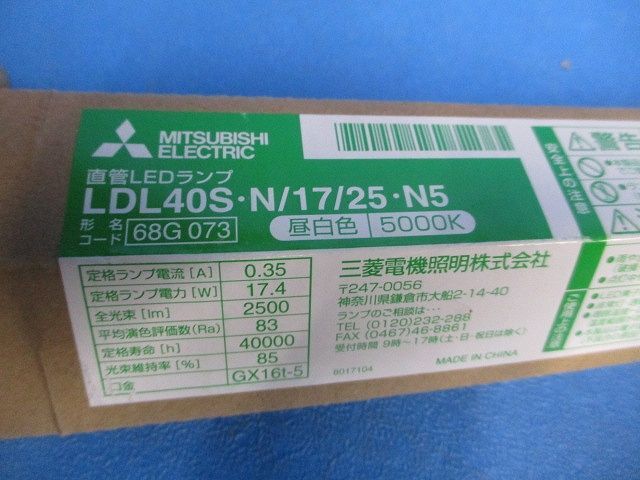 MITSUBISHI
ELECTRIC
直管LEDランプ
LDL40S・N/17/25・N5
形名
コード 68G 073
昼白色 5000K
定格ランプ電流 [A] 0.35
定格ランプ電力 [W] 17.4
全光束 [lm] 2500
平均演色評価数 (Ra) 83
定格寿命 [h] 40000
光束維持率 [%] 85
口金 GX16t-5
三菱電機照明株式会社
〒247-0056
神奈川県鎌倉市大船2-14-40
ランプのご相談は…
TEL (0120)232-288
FAX (0467)46-8861
受付時間 9時～17時(土・日・祝日は除く)
8017104
MADE IN CHINA
安全上の注意
警告